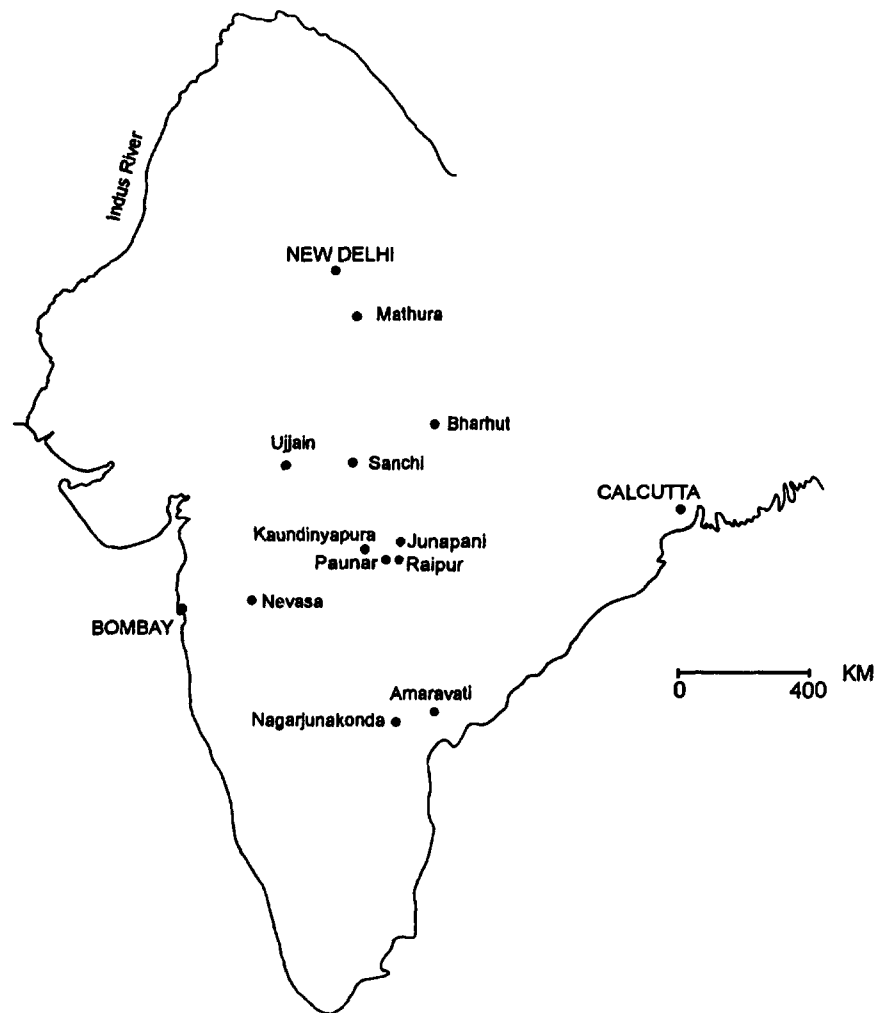 Indus River
NEW DELHI
Mathura
Bharhut
Ujjain
Sanchi
CALCUTTA
Kaundinyapura
Junapani
Paunar
Raipur
Nevasa
BOMBAY
KM
0
400
Amaravati
Nagarjunakonda